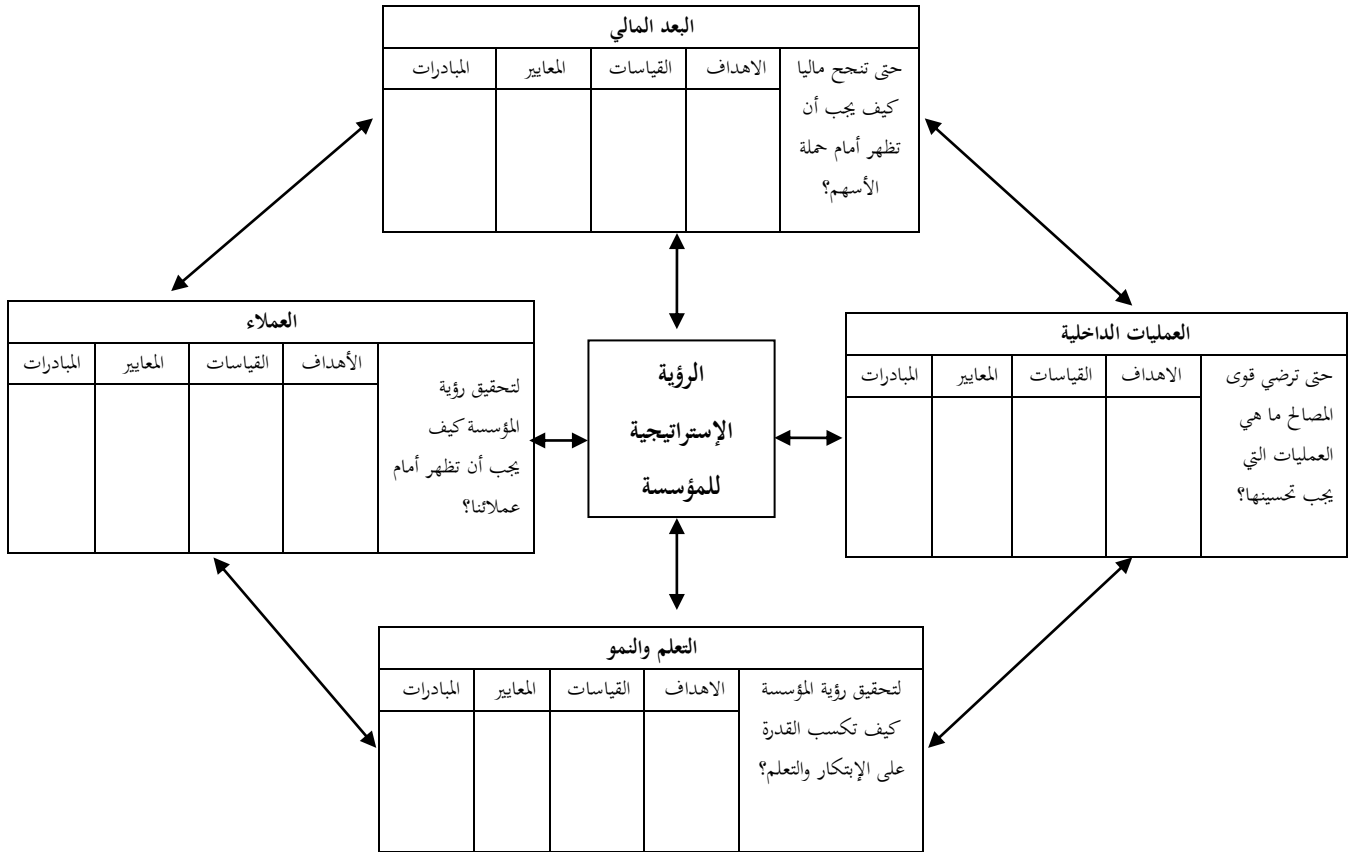 البعد المالي
حتى تنجح ماليا
كيف يجب أن
تظهر أمام حملة
الأسهم؟
الاهداف
القياسات
المعايير
المبادرات
العمليات الداخلية
حتى ترضي قوى
المصالح ما هي
العمليات التي
يجب تحسينها؟
الاهداف
القياسات
المعايير
المبادرات
الرؤية
الإستراتيجية
للمؤسسة
العملاء
لتحقيق رؤية
المؤسسة كيف
يجب أن تظهر أمام
عملائنا؟
الأهداف
القياسات
المعايير
المبادرات
التعلم والنمو
لتحقيق رؤية المؤسسة
كيف تكسب القدرة
على الإبتكار والتعلم؟
الاهداف
القياسات
المعايير
المبادرات